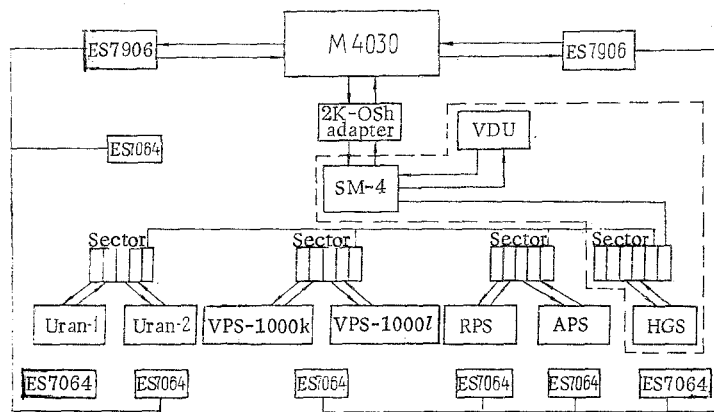 M4030
ES7906
ES7906
2K-OSh
adapter
VDU
ES7064
SM-4
Sector
Sector
Sector
Sector
Uran-1
Uran-2
VPS-1000k
VPS-1000l
RPS
APS
HGS
ES7064
ES7064
ES7064
ES7064
ES7064
ES7064